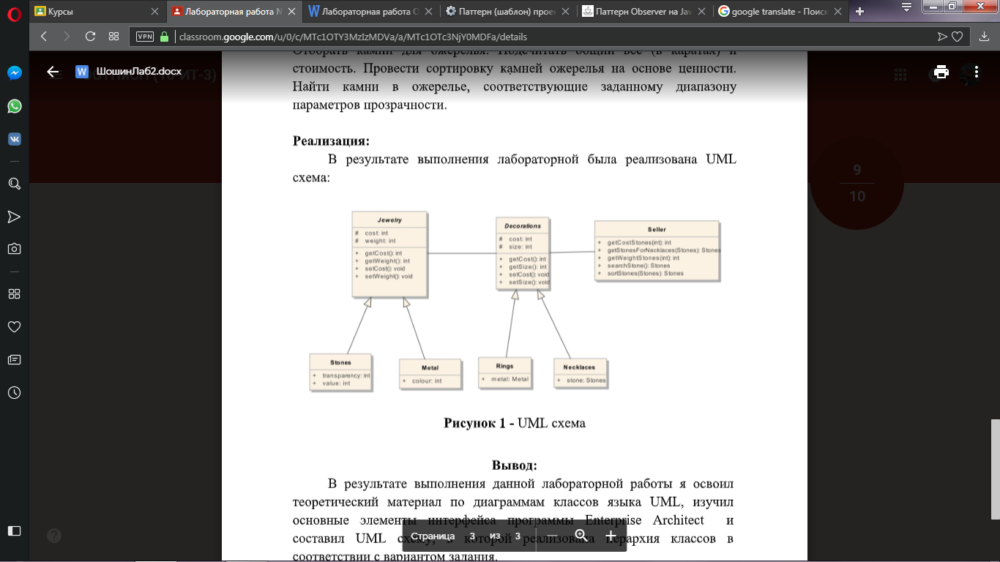 Курсы
Лабораторная работа N
Лабораторная работа О
Паттерн (шаблон) прое
Паттерн Observer на Jav
google translate - Поиск
VPN
classroom.google.com/u/0/c/MTc1OTY3MzIzMDVa/a/MTc1OTc3NjY0MDFa/details
ШошинЛаб2.docx
ИТ-3)
Отобрать камни для ожерелья. Подсчитать общий вес (в каратах) и
стоимость. Провести сортировку камней ожерелья на основе ценности.
Найти камни в ожерелье, соответствующие заданному диапазону
параметров прозрачности.
9
10
Реализация:
В результате выполнения лабораторной была реализована UML
схема:
Jewelry
# cost: int
# weight: int
+ getCost(): int
+ getWeight(): int
+ setCost(): void
+ setWeight(): void
Decorations
# cost: int
# size: int
+ getCost(): int
+ getSize(): int
+ setCost(): void
+ setSize(): void
Seller
+ getCostStones(int): int
+ getStonesForNecklaces(Stones): Stones
+ getWeightStones(int): int
+ searchStone(): Stones
+ sortStones(Stones): Stones
Stones
+ transparency: int
+ value: int
Metal
+ colour: int
Rings
+ metal: Metal
Necklaces
+ stone: Stones
Рисунок 1 - UML схема
Вывод:
В результате выполнения данной лабораторной работы я освоил
теоретический материал по диаграммам классов языка UML, изучил
основные элементы интерфейса программы Enterprise Architect и
составил UML схему, в которой реализована иерархия классов в
соответствии с вариантом задания.
Страница 3 из 3